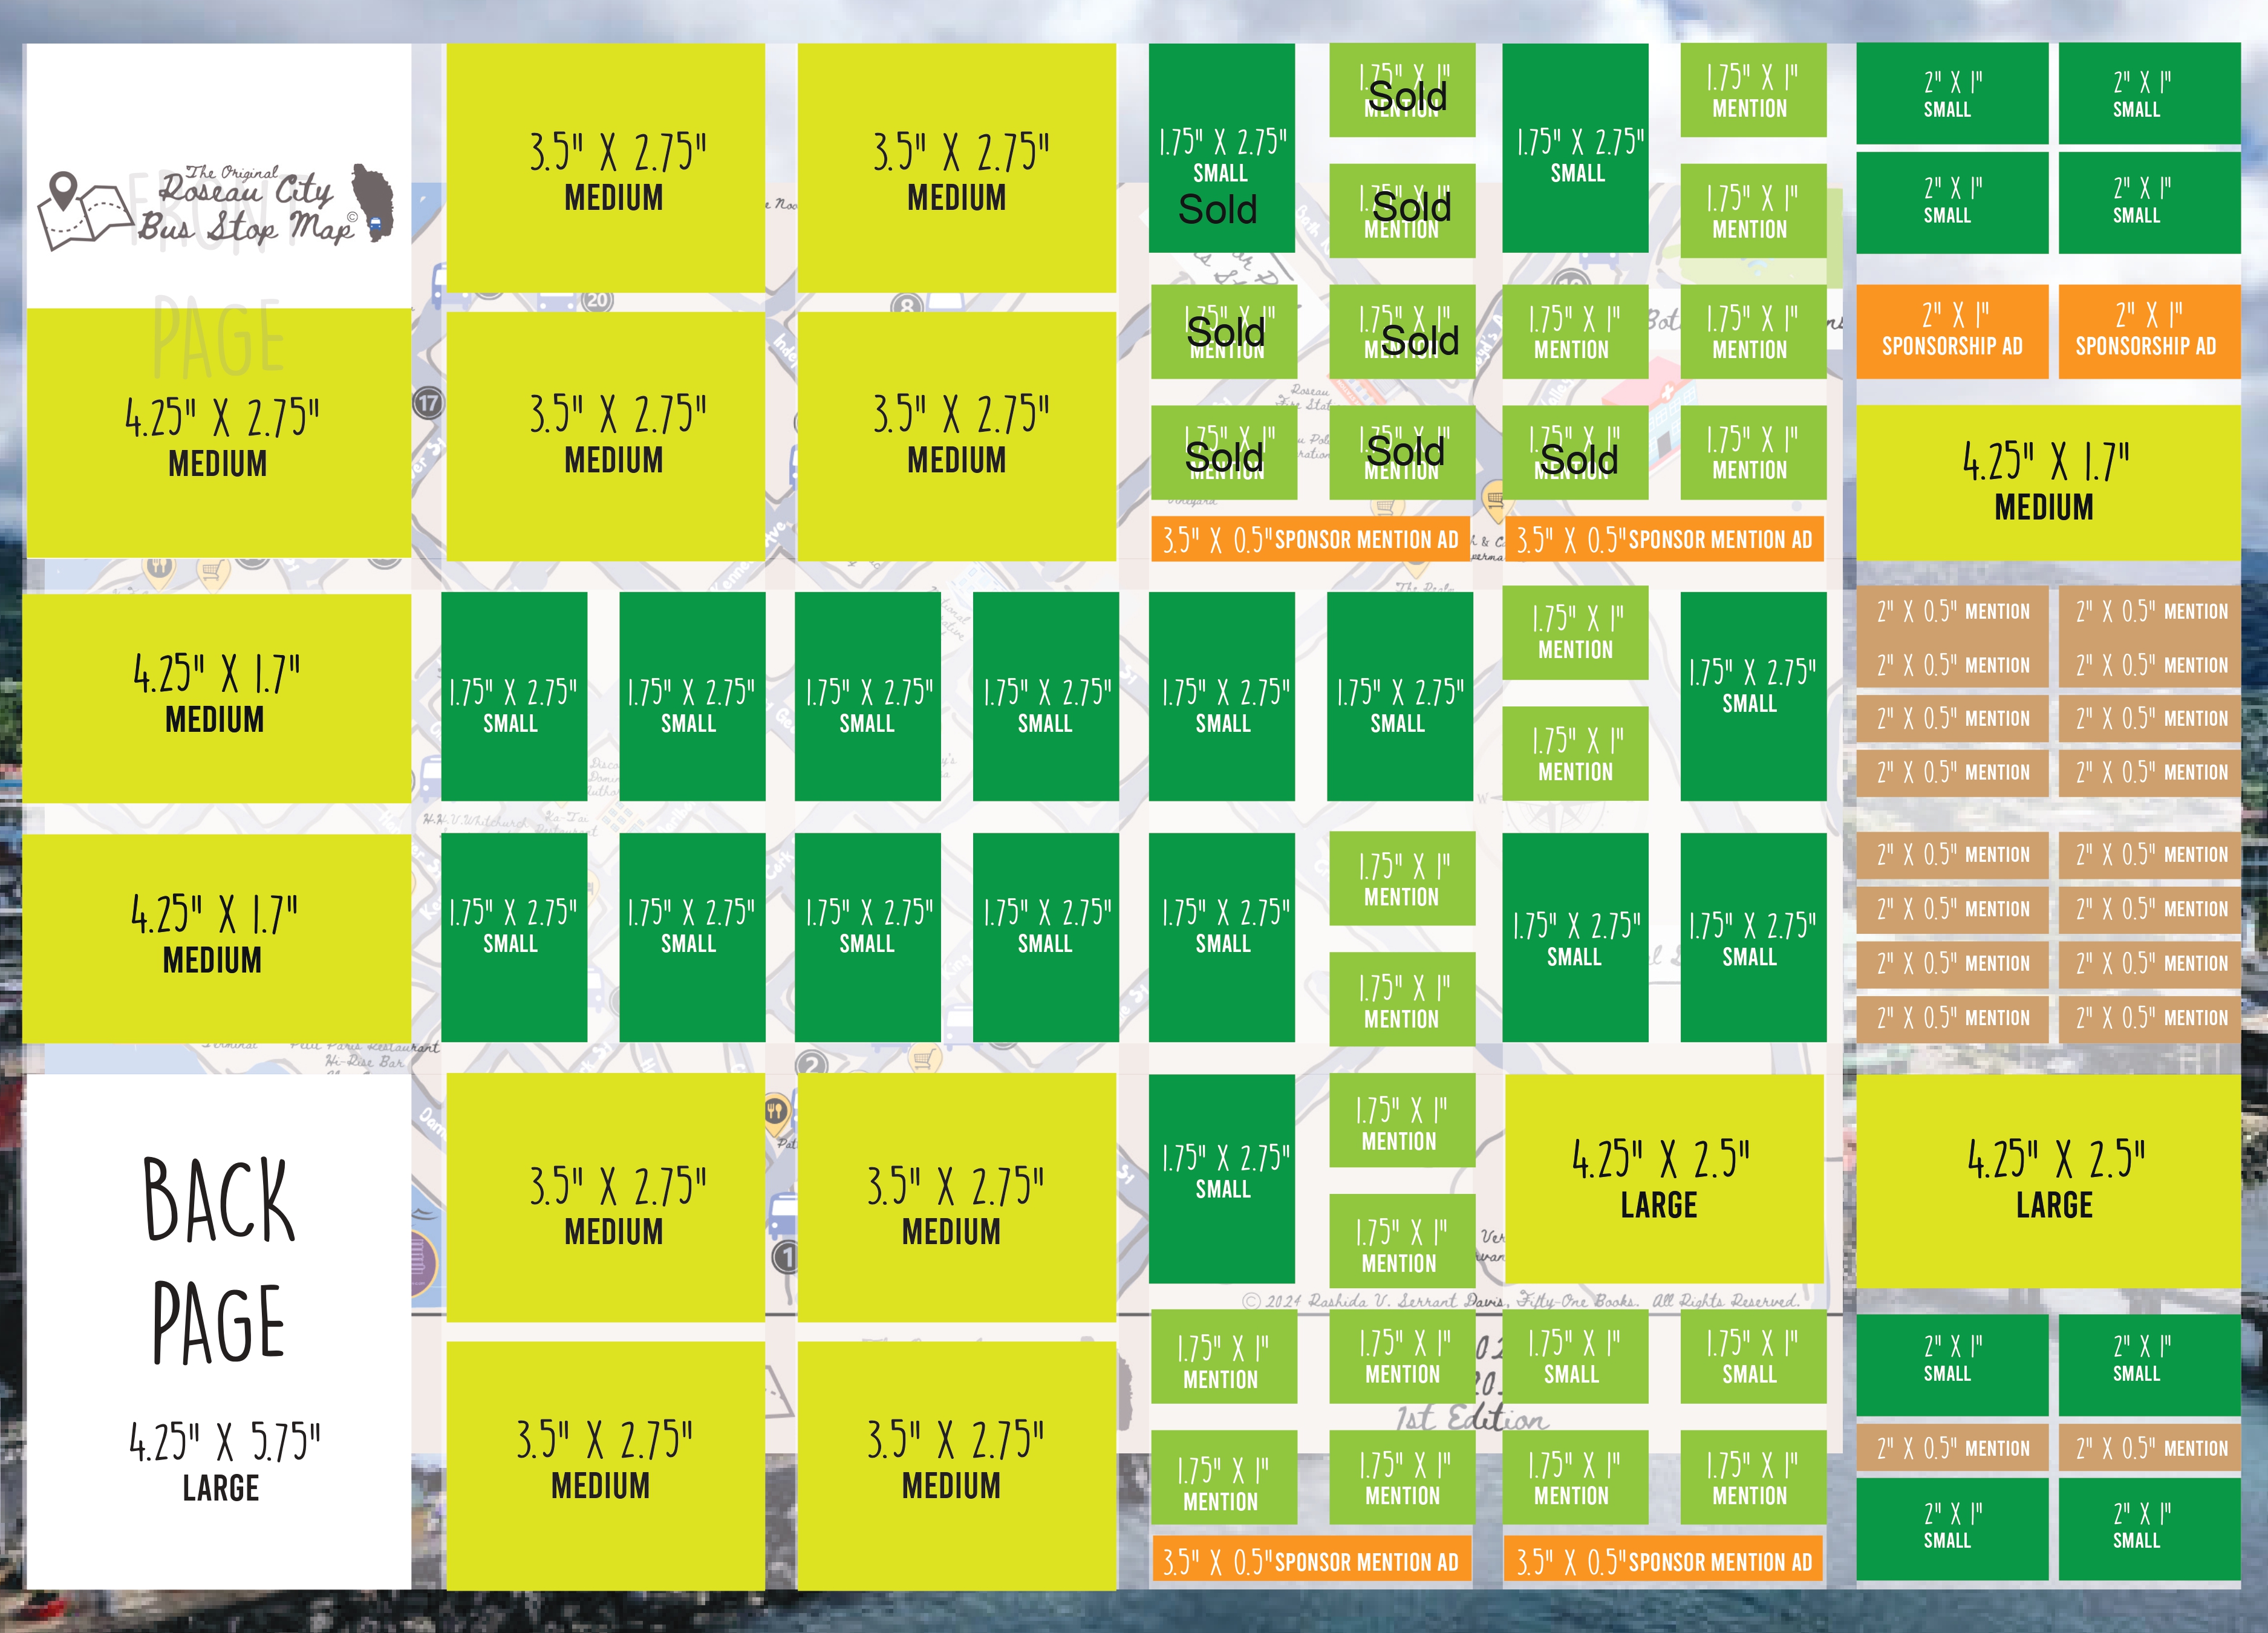 The Original
Roseau City
Bus Stop Map ©
FRONT
PAGE
4.25" X 2.75"
MEDIUM
3.5" X 2.75"
MEDIUM
3.5" X 2.75"
MEDIUM
3.5" X 2.75"
MEDIUM
3.5" X 2.75"
MEDIUM
20
8
17
1.75" X 2.75"
SMALL
Sold
1.75" X 1"
MENTION
Sold
1.75" X 2.75"
SMALL
1.75" X 1"
MENTION
1.75" X 1"
MENTION
Sold
1.75" X 1"
MENTION
1.75" X 1"
MENTION
Sold
1.75" X 1"
MENTION
Sold
1.75" X 1"
MENTION
1.75" X 1"
MENTION
Roseau
1.75" X 1"
MENTION
Sold
1.75" X 1"
MENTION
Sold
1.75" X 1"
MENTION
Sold
1.75" X 1"
MENTION
3.5" X 0.5" SPONSOR MENTION AD
3.5" X 0.5" SPONSOR MENTION AD
2" X 1"
SMALL
2" X 1"
SMALL
2" X 1"
SMALL
2" X 1"
SMALL
2" X 1"
SPONSORSHIP AD
2" X 1"
SPONSORSHIP AD
4.25" X 1.7"
MEDIUM
4.25" X 1.7"
MEDIUM
1.75" X 2.75"
SMALL
1.75" X 2.75"
SMALL
1.75" X 2.75"
SMALL
1.75" X 2.75"
SMALL
1.75" X 2.75"
SMALL
1.75" X 2.75"
SMALL
1.75" X 1"
MENTION
1.75" X 1"
MENTION
1.75" X 2.75"
SMALL
2" X 0.5" MENTION
2" X 0.5" MENTION
2" X 0.5" MENTION
2" X 0.5" MENTION
2" X 0.5" MENTION
2" X 0.5" MENTION
2" X 0.5" MENTION
2" X 0.5" MENTION
H.H.V.Whitchurch
4.25" X 1.7"
MEDIUM
1.75" X 2.75"
SMALL
1.75" X 2.75"
SMALL
1.75" X 2.75"
SMALL
1.75" X 2.75"
SMALL
1.75" X 2.75"
SMALL
1.75" X 1"
MENTION
1.75" X 1"
MENTION
1.75" X 2.75"
SMALL
1.75" X 2.75"
SMALL
2" X 0.5" MENTION
2" X 0.5" MENTION
2" X 0.5" MENTION
2" X 0.5" MENTION
2" X 0.5" MENTION
2" X 0.5" MENTION
2" X 0.5" MENTION
2" X 0.5" MENTION
Petit Paris Restaurant
Hi-Rise Bar
2
1
BACK
PAGE
4.25" X 5.75"
LARGE
3.5" X 2.75"
MEDIUM
3.5" X 2.75"
MEDIUM
3.5" X 2.75"
MEDIUM
3.5" X 2.75"
MEDIUM
1.75" X 2.75"
SMALL
1.75" X 1"
MENTION
1.75" X 1"
MENTION
4.25" X 2.5"
LARGE
4.25" X 2.5"
LARGE
© 2024 Rashida V. Serrant Davis, Fifty-One Books. All Rights Reserved.
1.75" X 1"
MENTION
1.75" X 1"
MENTION
1.75" X 1"
SMALL
1.75" X 1"
SMALL
1st Edition
1.75" X 1"
MENTION
1.75" X 1"
MENTION
1.75" X 1"
MENTION
1.75" X 1"
MENTION
3.5" X 0.5" SPONSOR MENTION AD
3.5" X 0.5" SPONSOR MENTION AD
2" X 1"
SMALL
2" X 1"
SMALL
2" X 0.5" MENTION
2" X 0.5" MENTION
2" X 1"
SMALL
2" X 1"
SMALL